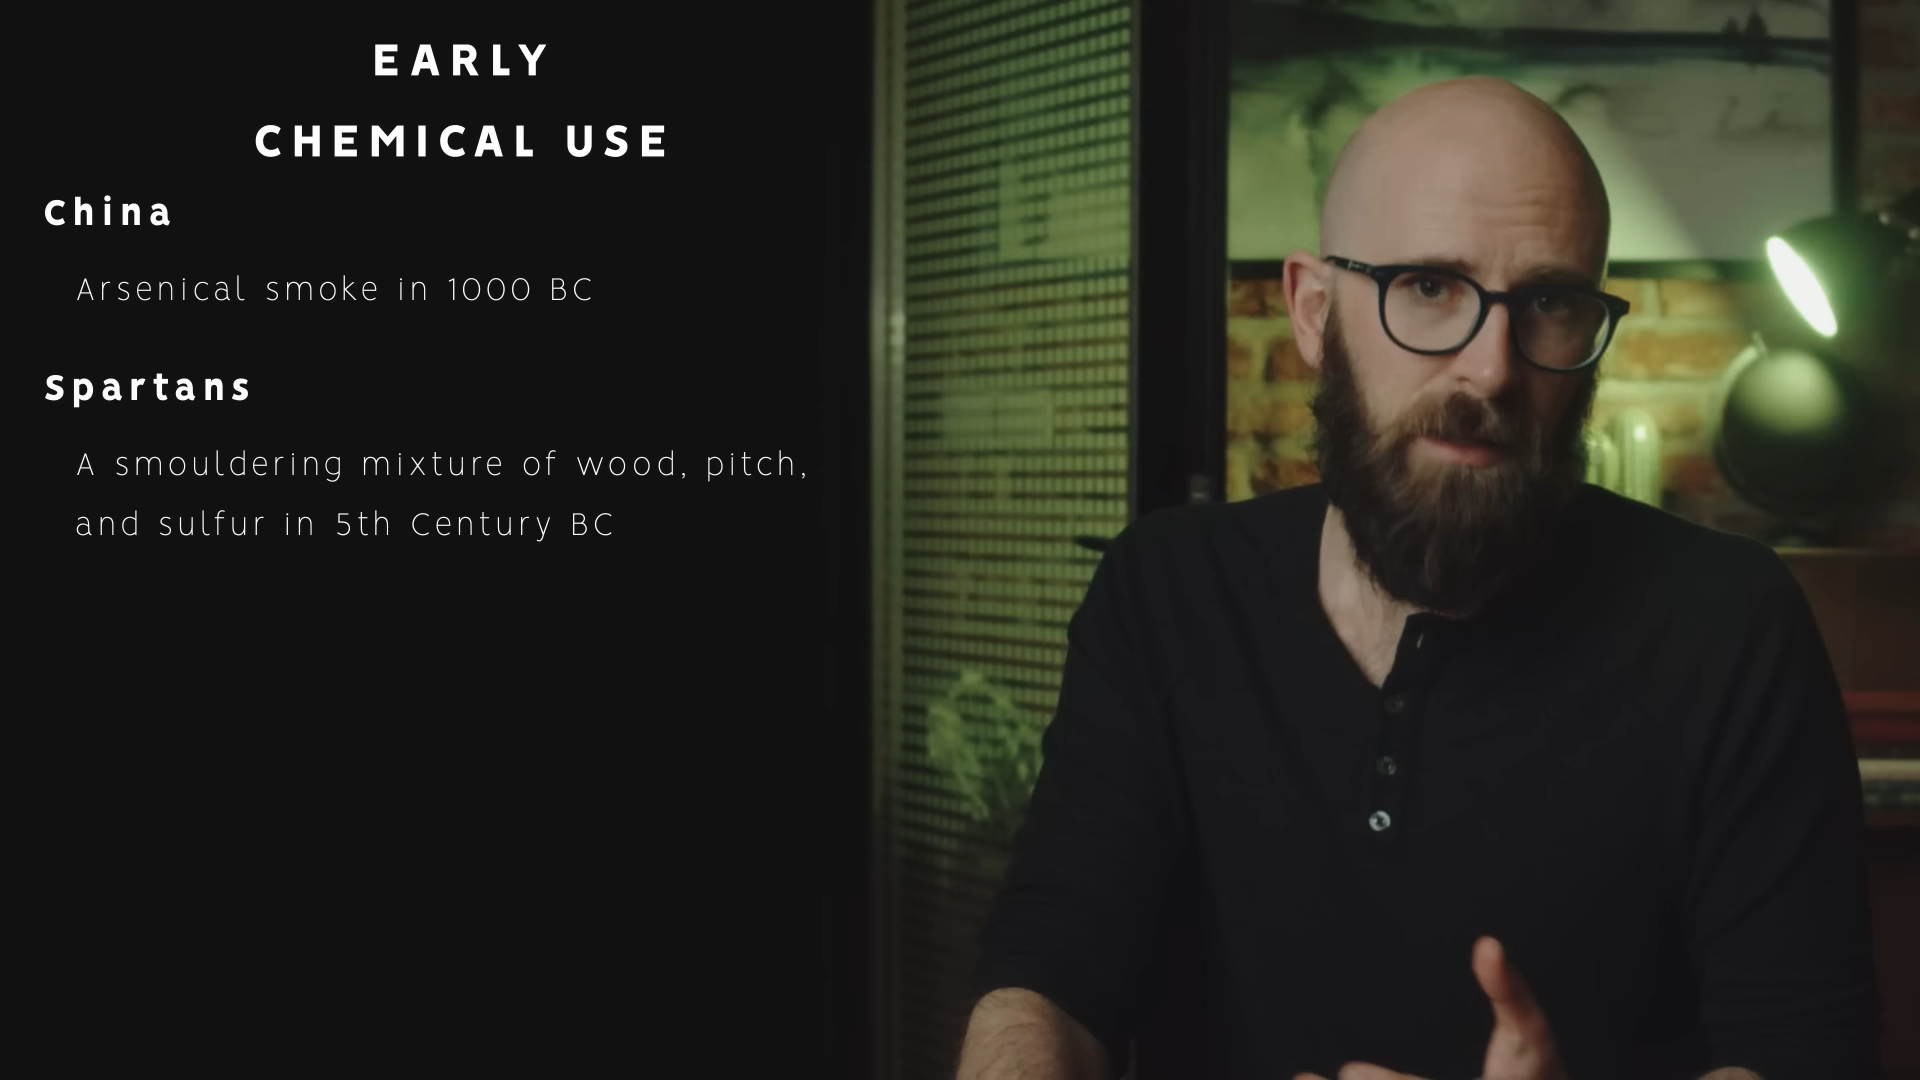 EARLY
CHEMICAL USE
China
Arsenical smoke in 1000 BC
Spartans
A smouldering mixture of wood, pitch,
and sulfur in 5th Century BC